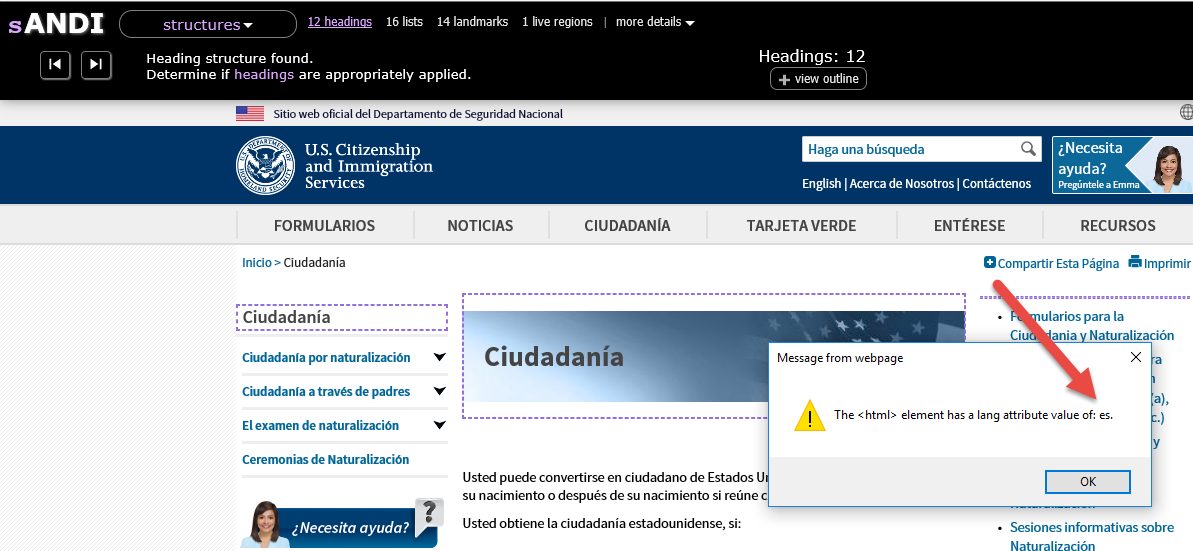 sANDI
structures
12 headings 16 lists 14 landmarks 1 live regions | more details
Heading structure found.
Determine if headings are appropriately applied.
Headings: 12
+ view outline
Sitio web oficial del Departamento de Seguridad Nacional
U.S. Citizenship
and Immigration
Services
Haga una búsqueda
English | Acerca de Nosotros | Contáctenos
¿Necesita
ayuda?
Pregúntele a Emma
FORMULARIOS NOTICIAS CIUDADANÍA TARJETA VERDE ENTÉRESE RECURSOS
Inicio > Ciudadanía
Compartir Esta Página Imprimir
Ciudadanía
Ciudadanía por naturalización
Ciudadanía a través de padres
El examen de naturalización
Ceremonias de Naturalización
¿Necesita ayuda? ?
Ciudadanía
Usted puede convertirse en ciudadano de Estados
su nacimiento o después de su nacimiento si reúne
Usted obtiene la ciudadanía estadounidense, si:
• Formularios para la
Ciudadania y Naturalización
Message from webpage
The <html> element has a lang attribute value of: es.
OK
• Sesiones informativas sobre
Naturalización